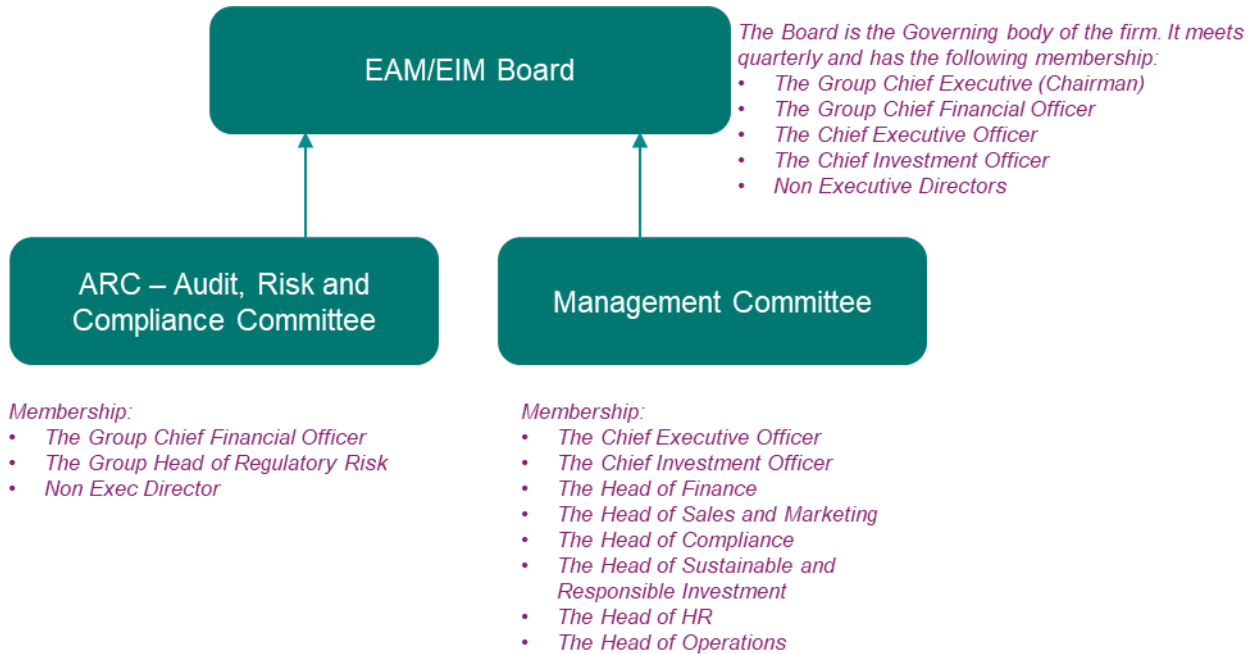 EAM/EIM Board
The Board is the Governing body of the firm. It meets
quarterly and has the following membership:
• The Group Chief Executive (Chairman)
• The Group Chief Financial Officer
• The Chief Executive Officer
• The Chief Investment Officer
• Non Executive Directors
ARC – Audit, Risk and
Compliance Committee
Management Committee
Membership:
• The Group Chief Financial Officer
• The Group Head of Regulatory Risk
• Non Exec Director
Membership:
• The Chief Executive Officer
• The Chief Investment Officer
• The Head of Finance
• The Head of Sales and Marketing
• The Head of Compliance
• The Head of Sustainable and
Responsible Investment
• The Head of HR
• The Head of Operations